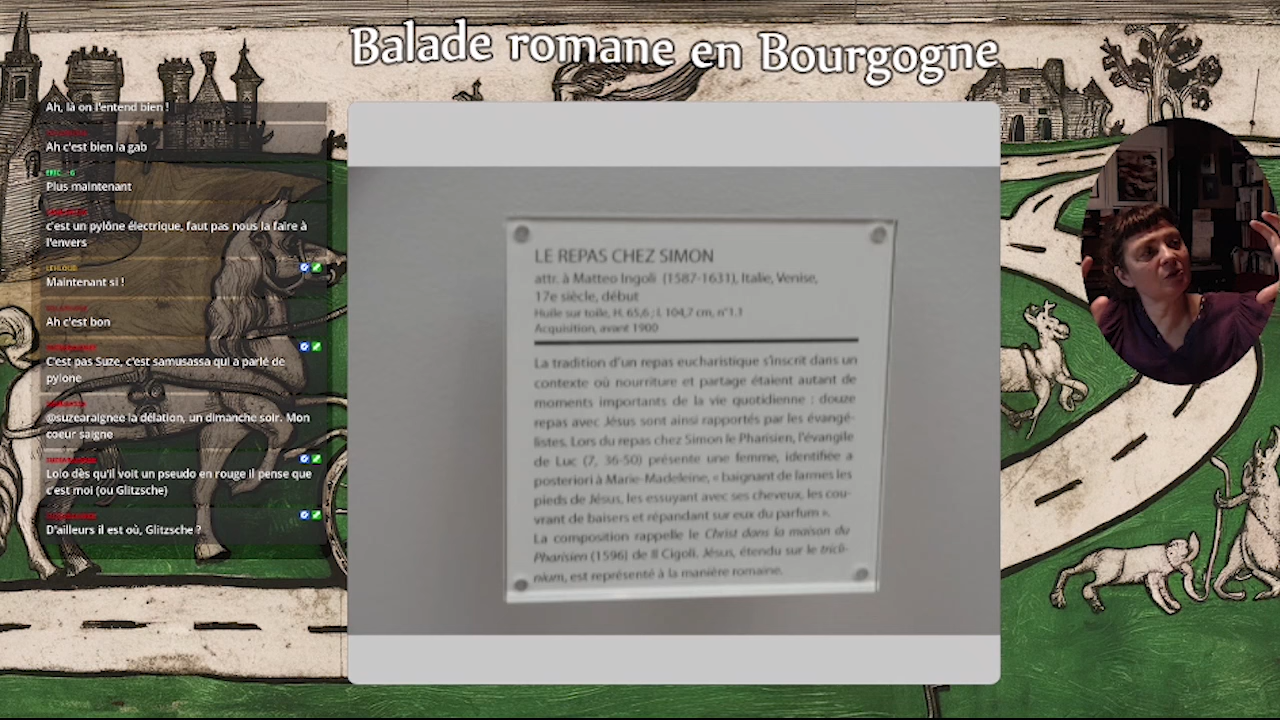 Balade romane en Bourgogne
Ah, là on l'entend bien !
Ah c'est bien la gab
ERIC__G
Plus maintenant
c'est un pylône électrique, faut pas nous la faire à
l'envers
Maintenant si !
Ah c'est bon
C'est pas Suze, c'est samusassa qui a parlé de
pylone
@suzearaignee la délation, un dimanche soir. Mon
coeur saigne
Lolo dès qu'il voit un pseudo en rouge il pense que
c'est moi (ou Glitzsche)
D'ailleurs il est où, Glitzsche ?
LE REPAS CHEZ SIMON
attr. à Matteo Ingoli (1587-1631), Italie, Venise,
17e siècle, début
Huile sur toile, H. 65,6 ; l. 104,7 cm, n°1.1
Acquisition, avant 1900
La tradition d'un repas eucharistique s'inscrit dans un
contexte où nourriture et partage étaient autant de
moments importants de la vie quotidienne : douze
repas avec Jésus sont ainsi rapportés par les évangé-
listes. Lors du repas chez Simon le Pharisien, l'évangile
de Luc (7, 36-50) présente une femme, identifiée a
posteriori à Marie-Madeleine, « baignant de larmes les
pieds de Jésus, les essuyant avec ses cheveux, les cou-
vrant de baisers et répandant sur eux du parfum ».
La composition rappelle le Christ dans la maison du
Pharisien (1596) de Il Cigoli. Jésus, étendu sur le tricli-
nium, est représenté à la manière romaine.